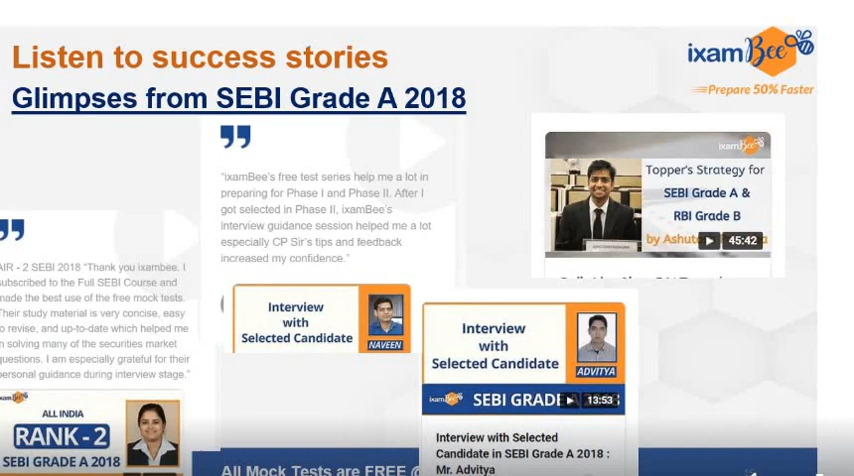 Listen to success stories
Glimpses from SEBI Grade A 2018
ixamBee
Prepare 50% Faster
"ixamBee's free test series help me a lot in
preparing for Phase I and Phase II. After I
got selected in Phase II, ixamBee's
interview guidance session helped me a lot
especially CP Sir's tips and feedback
increased my confidence."
ixamBee
Topper's Strategy for
SEBI Grade A &
RBI Grade B
by
45:42
AIR - 2 SEBI 2018 "Thank you ixambee. I
subscribed to the Full SEBI Course and
made the best use of the free mock tests.
Their study material is very concise, easy
to revise, and up-to-date which helped me
in solving many of the securities market
questions. I am especially grateful for their
personal guidance during interview stage."
Interview
with
Selected Candidate
NAVEEN
Interview
with
Selected Candidate
ADVITYA
ixamBee SEBI GRADE
13:53
Interview with Selected
Candidate in SEBI Grade A 2018 :
Mr. Advitya
ixamBee
ALL INDIA
RANK - 2
SEBI GRADE A 2018
All Mock Tests are FREE @